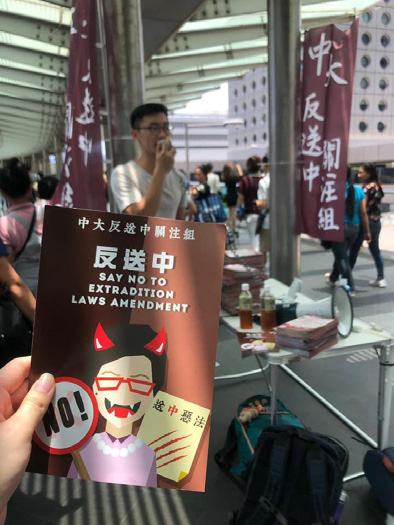 中大反送中關注組
反送中
SAY NO TO
EXTRADITION
LAWS AMENDMENT
NO!
送中惡法
中大
反送中
關注組